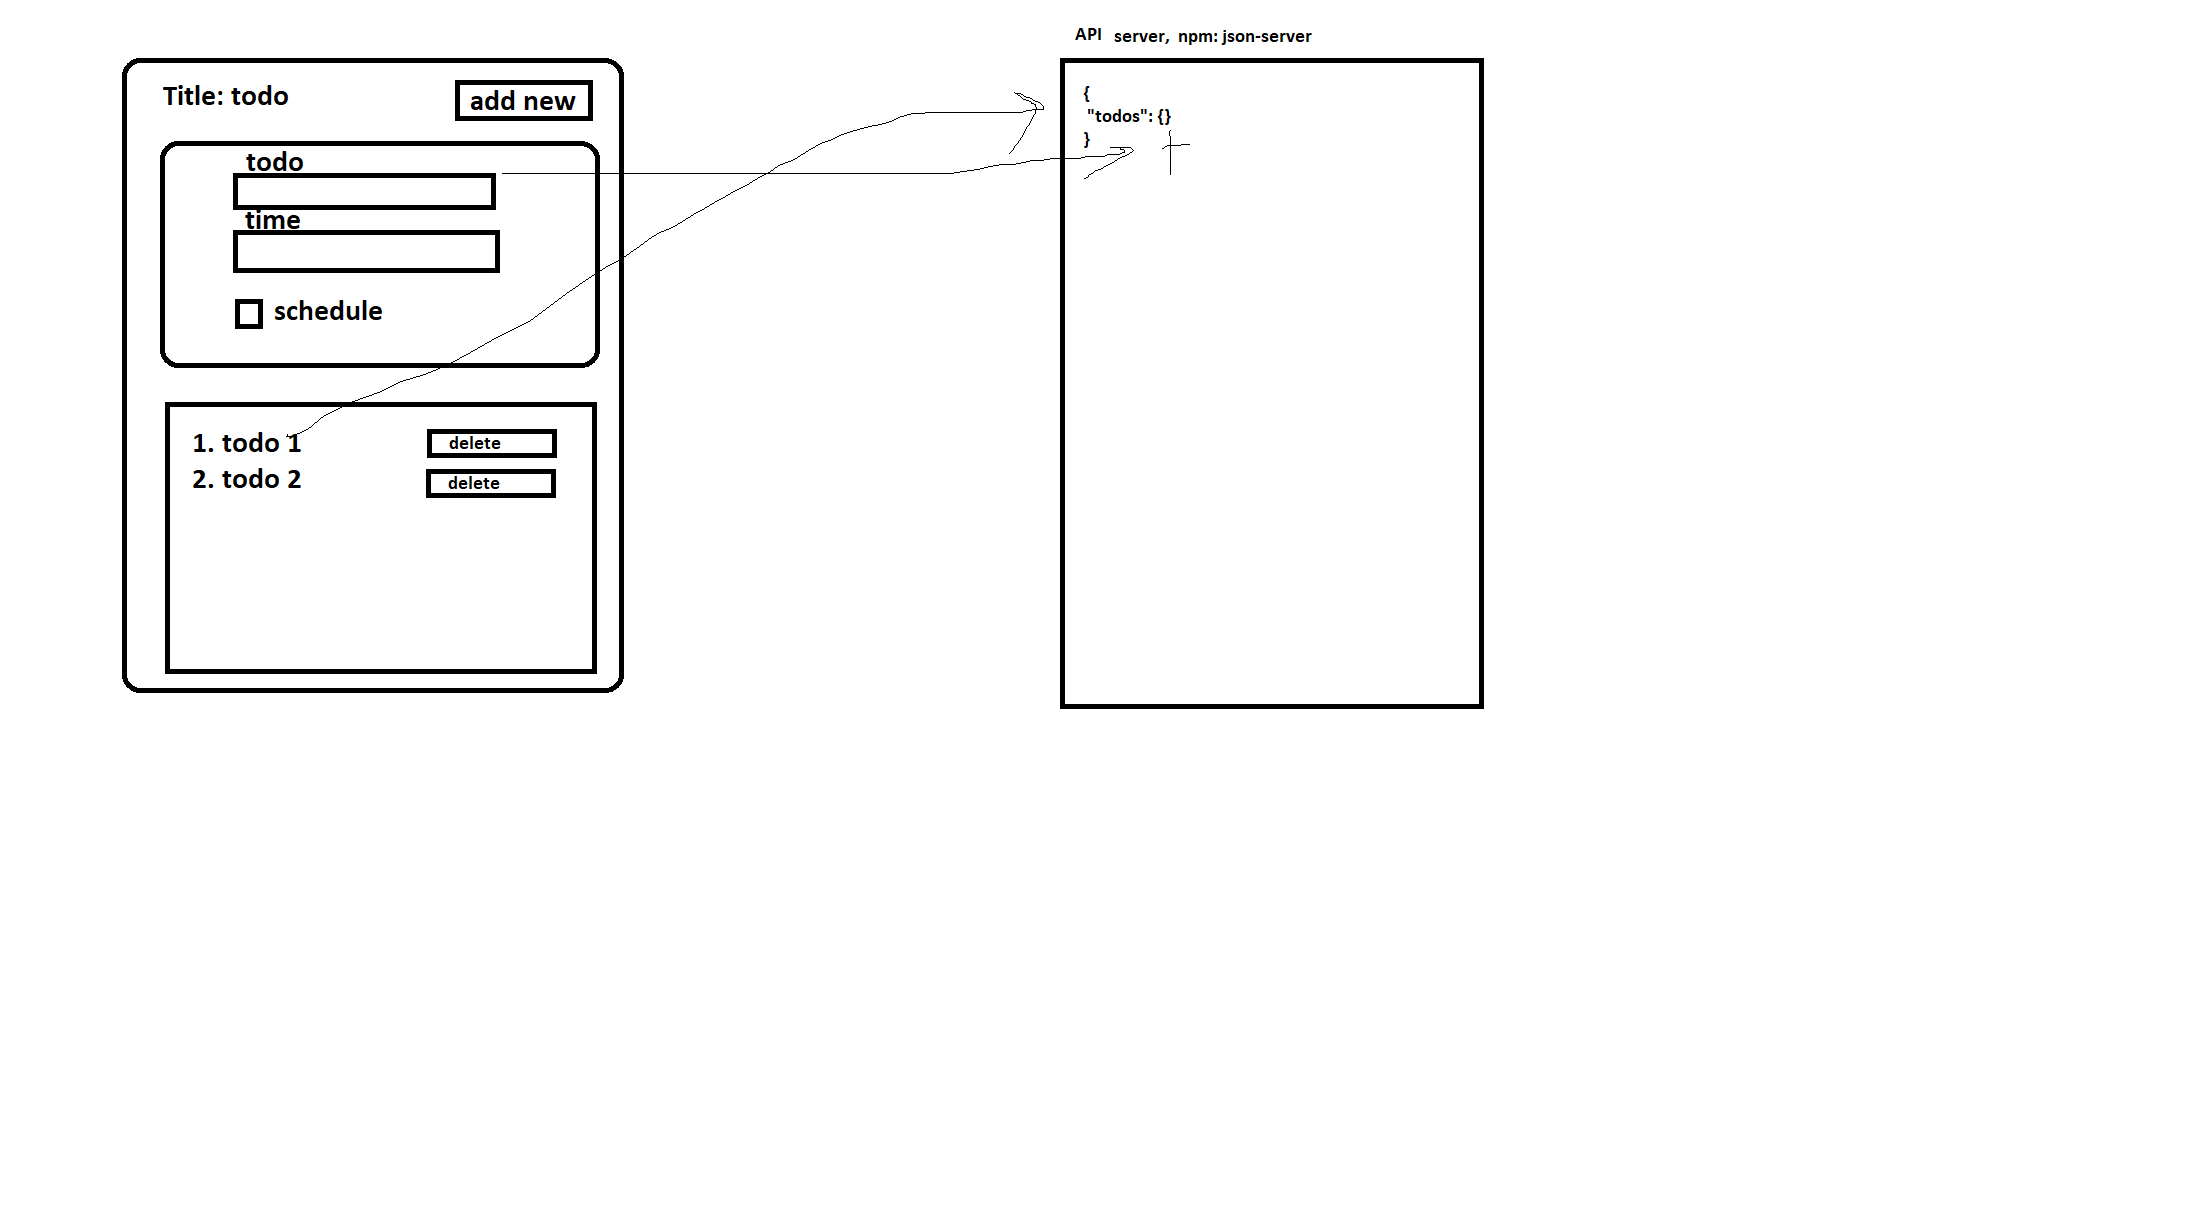 API server, npm: json-server
Title: todo
add new
todo
time
schedule
1. todo 1
delete
2. todo 2
delete
{
"todos": {}
}